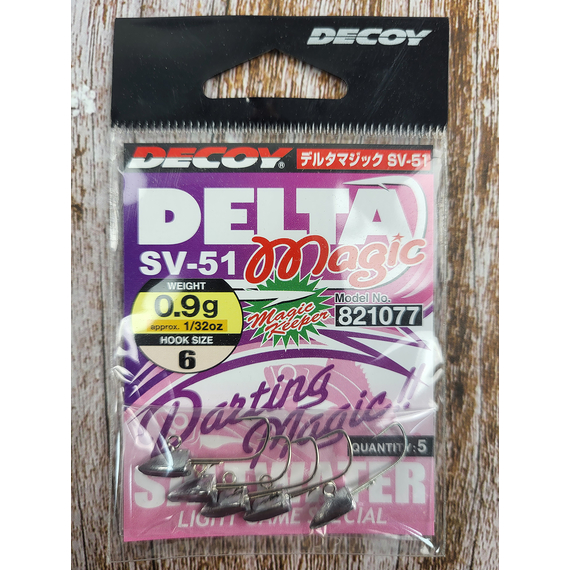 DECOY
DECOY® デルタマジック SV-51
DELTA
SV-51 Magic
WEIGHT
0.9g
approx. 1/32oz
HOOK SIZE
6
Magic Keeper
Model No.
821077
Darting
Magic!
QUANTITY:5
SALTWATER
LIGHT GAME SPECIAL